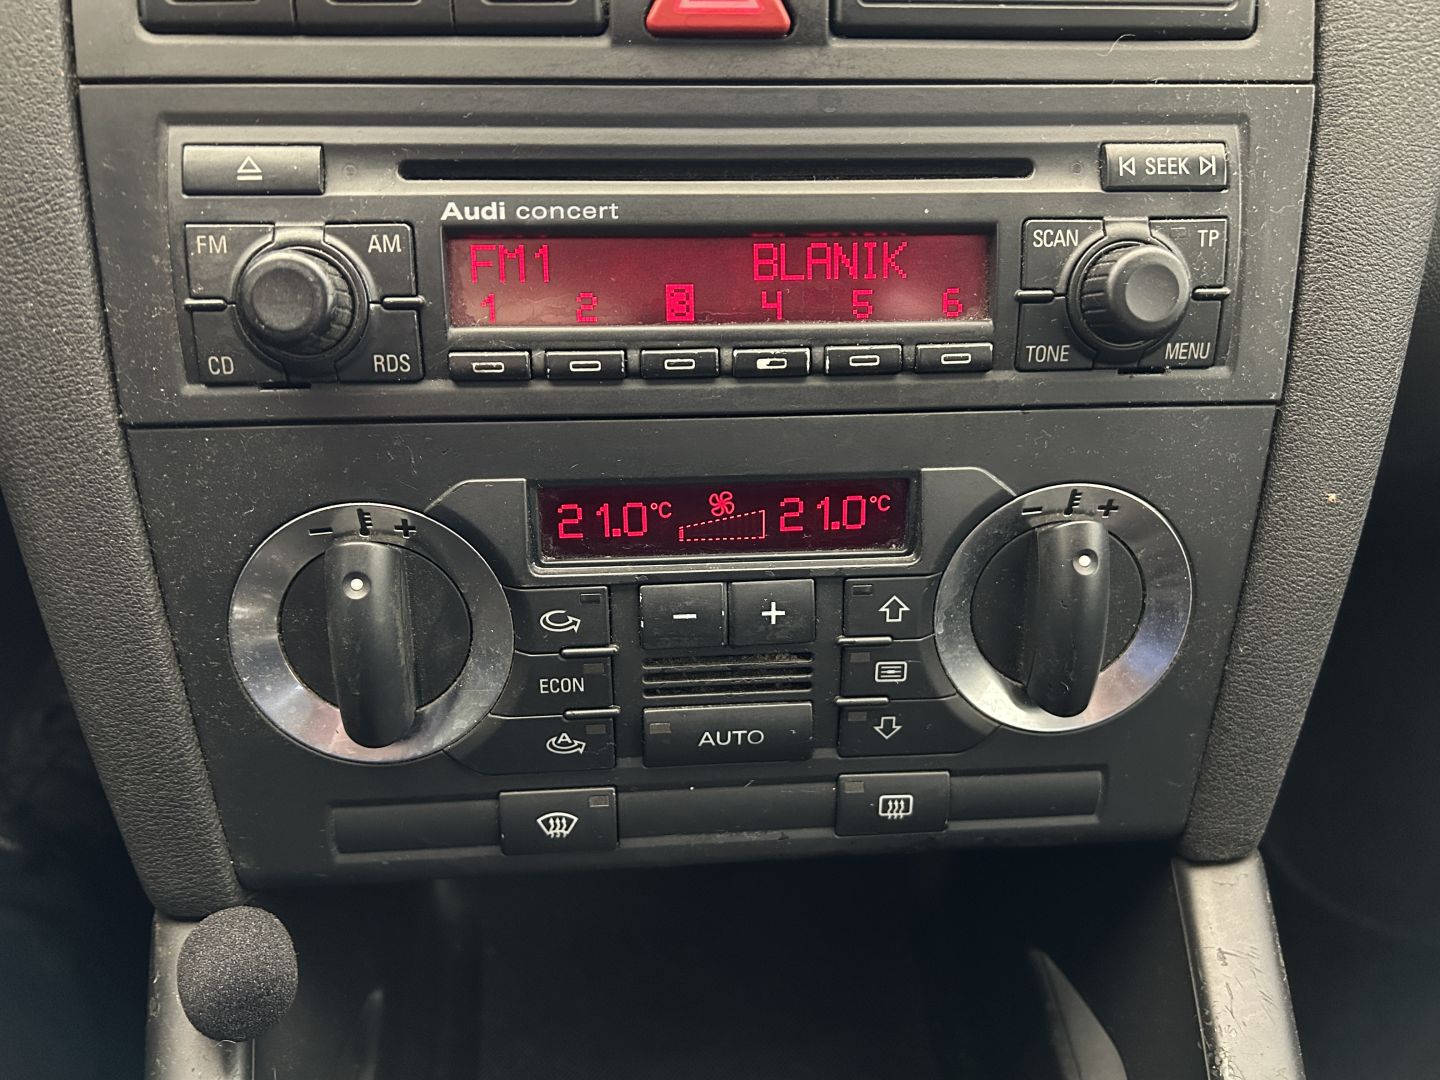 SEEK
Audi concert
FM AM
FM1 BLANIK
SCAN TP
1 2 3 4 5 6
CD RDS
TONE MENU
21.0°C 21.0°C
- + - +
- +
ECON
AUTO
A